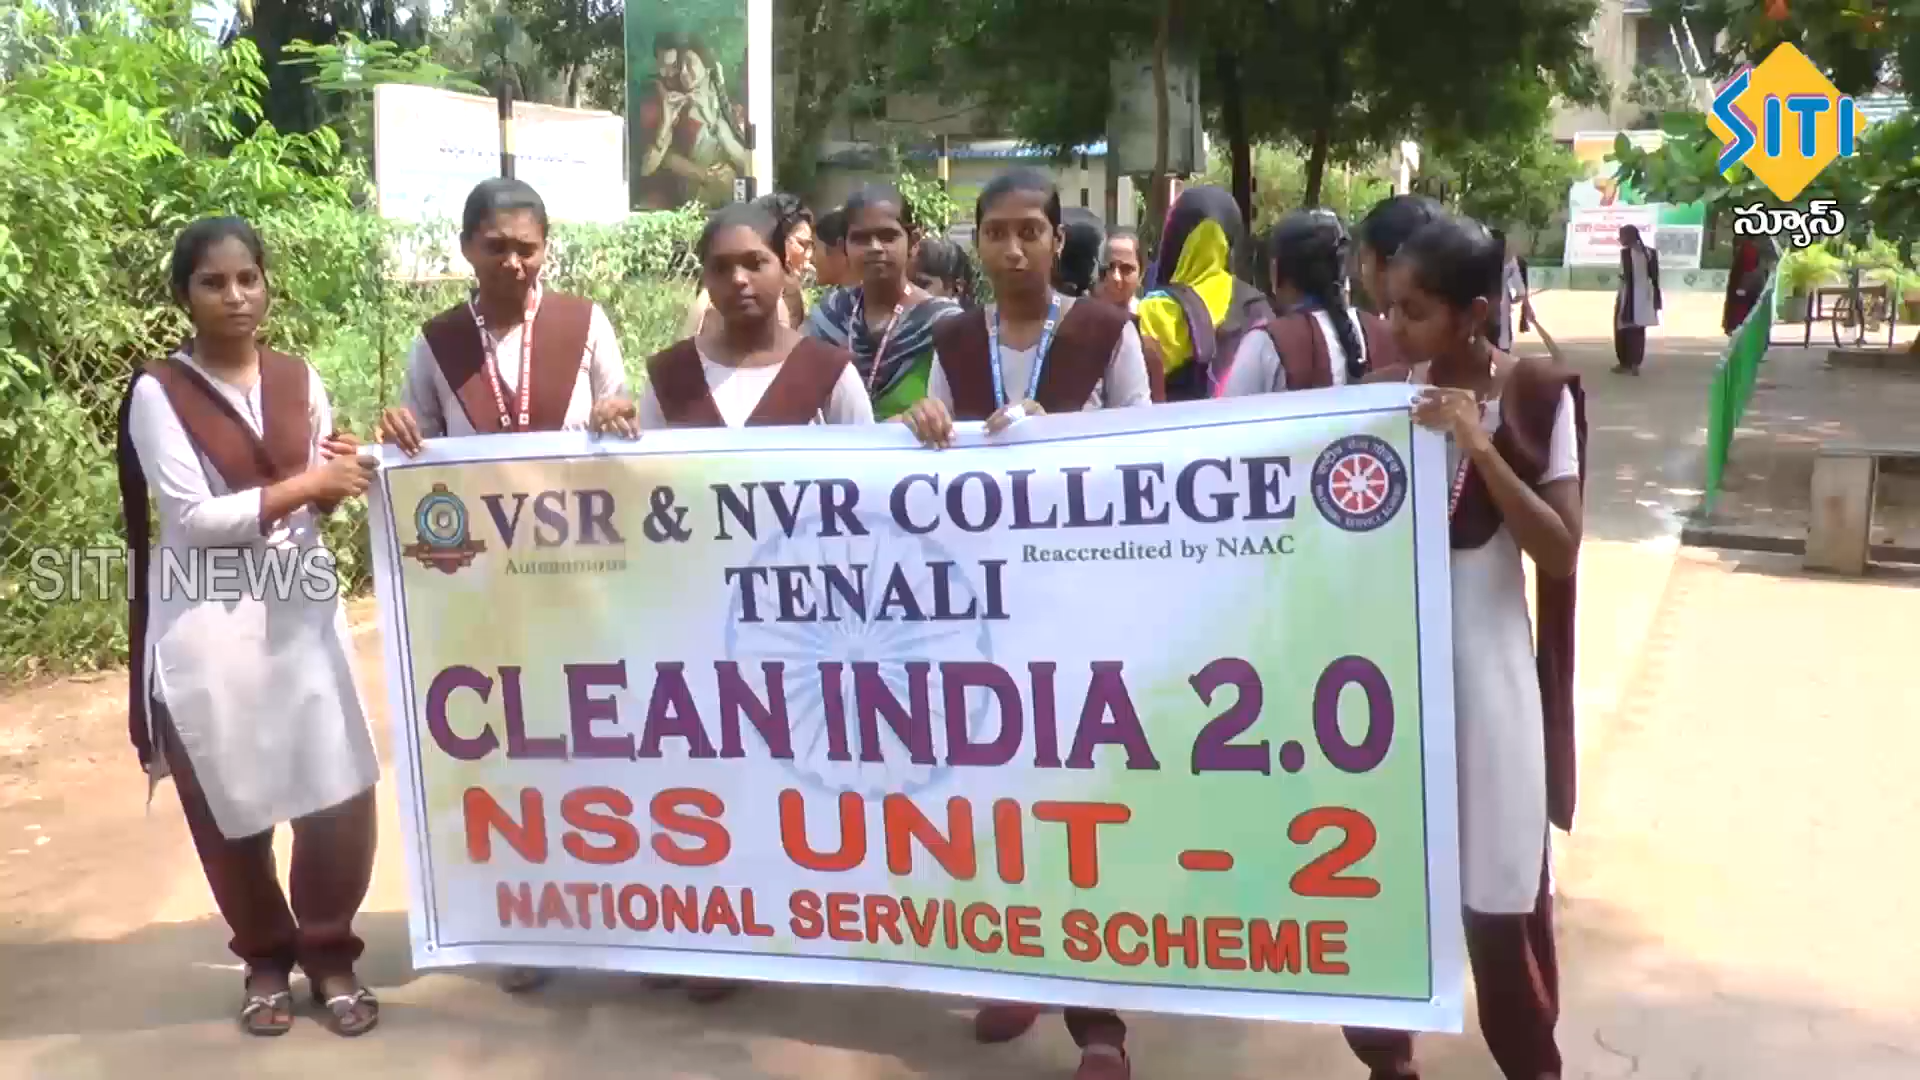 SITI
న్యూస్
VSR & NVR COLLEGE
Autonomous
Reaccredited by NAAC
TENALI
CLEAN INDIA 2.0
NSS UNIT - 2
NATIONAL SERVICE SCHEME
SITI NEWS